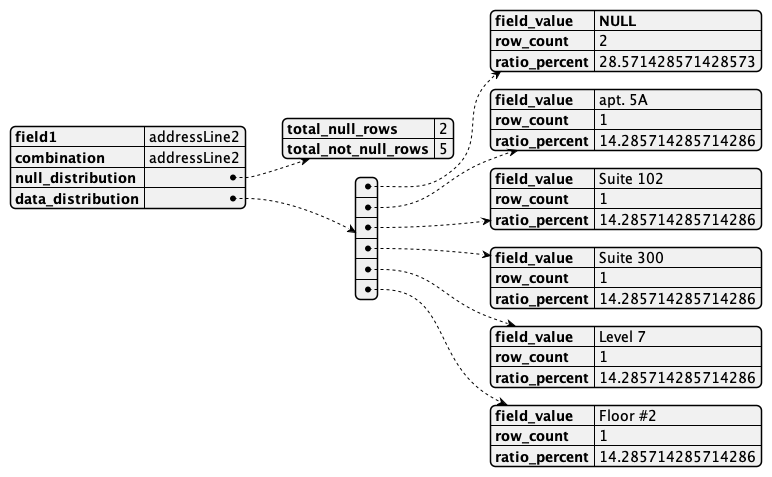 field1 addressLine2
combination addressLine2
null_distribution
data_distribution
total_null_rows 2
total_not_null_rows 5
field_value NULL
row_count 2
ratio_percent 28.571428571428573
field_value apt. 5A
row_count 1
ratio_percent 14.285714285714286
field_value Suite 102
row_count 1
ratio_percent 14.285714285714286
field_value Suite 300
row_count 1
ratio_percent 14.285714285714286
field_value Level 7
row_count 1
ratio_percent 14.285714285714286
field_value Floor #2
row_count 1
ratio_percent 14.285714285714286